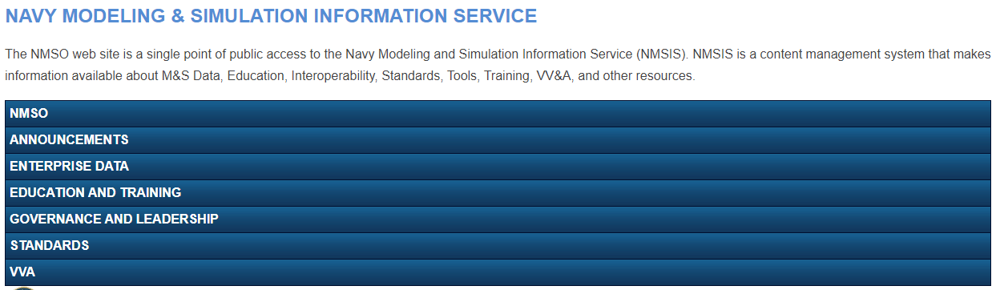 NAVY MODELING & SIMULATION INFORMATION SERVICE
The NMSO web site is a single point of public access to the Navy Modeling and Simulation Information Service (NMSIS). NMSIS is a content management system that makes
information available about M&S Data, Education, Interoperability, Standards, Tools, Training, VV&A, and other resources.
NMSO
ANNOUNCEMENTS
ENTERPRISE DATA
EDUCATION AND TRAINING
GOVERNANCE AND LEADERSHIP
STANDARDS
VVA